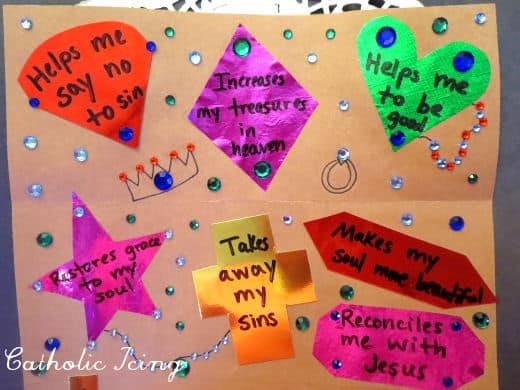 Helps me
say no
to sin
Increases
my treasures
in heaven
Helps me
to be
good
Restores grace
to my
soul
Takes
away
my
sins
Makes my
soul more beautiful
Reconciles
me with
Jesus
Catholic Icing